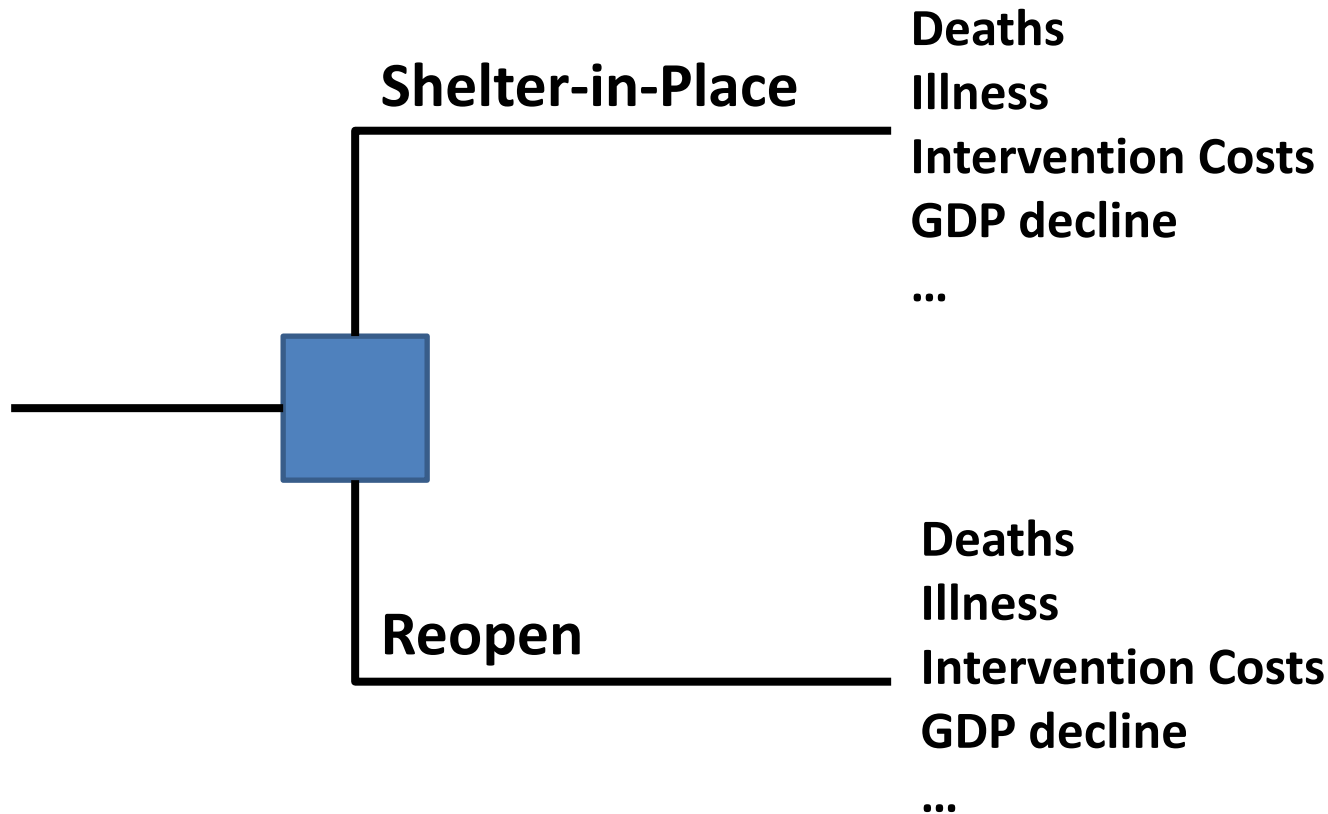 Shelter-in-Place
Deaths
Illness
Intervention Costs
GDP decline
...
Reopen
Deaths
Illness
Intervention Costs
GDP decline
...